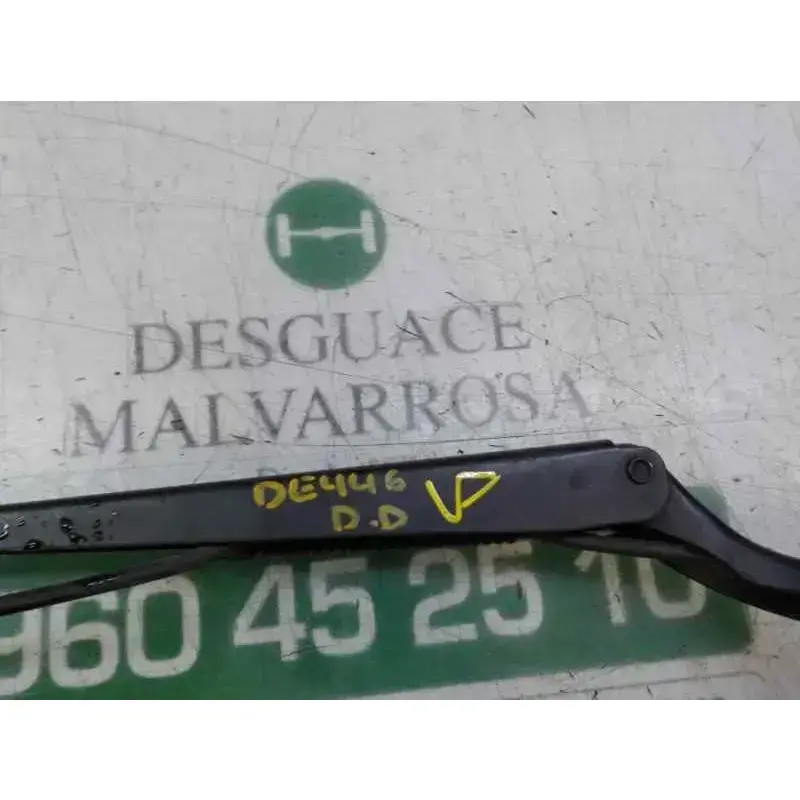 DESGUACE
MALVARROSA
DE446
D.D VP
960 45 25 10